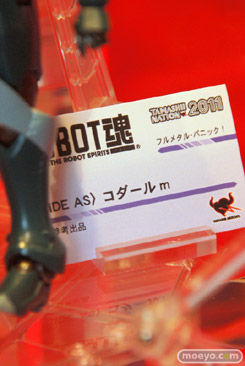 BOT魂
THE ROBOT SPIRITS
TAMASHII NATION 2011
フルメタル・パニック!
DE AS〉 コダールm
参考出品
moeyo.com